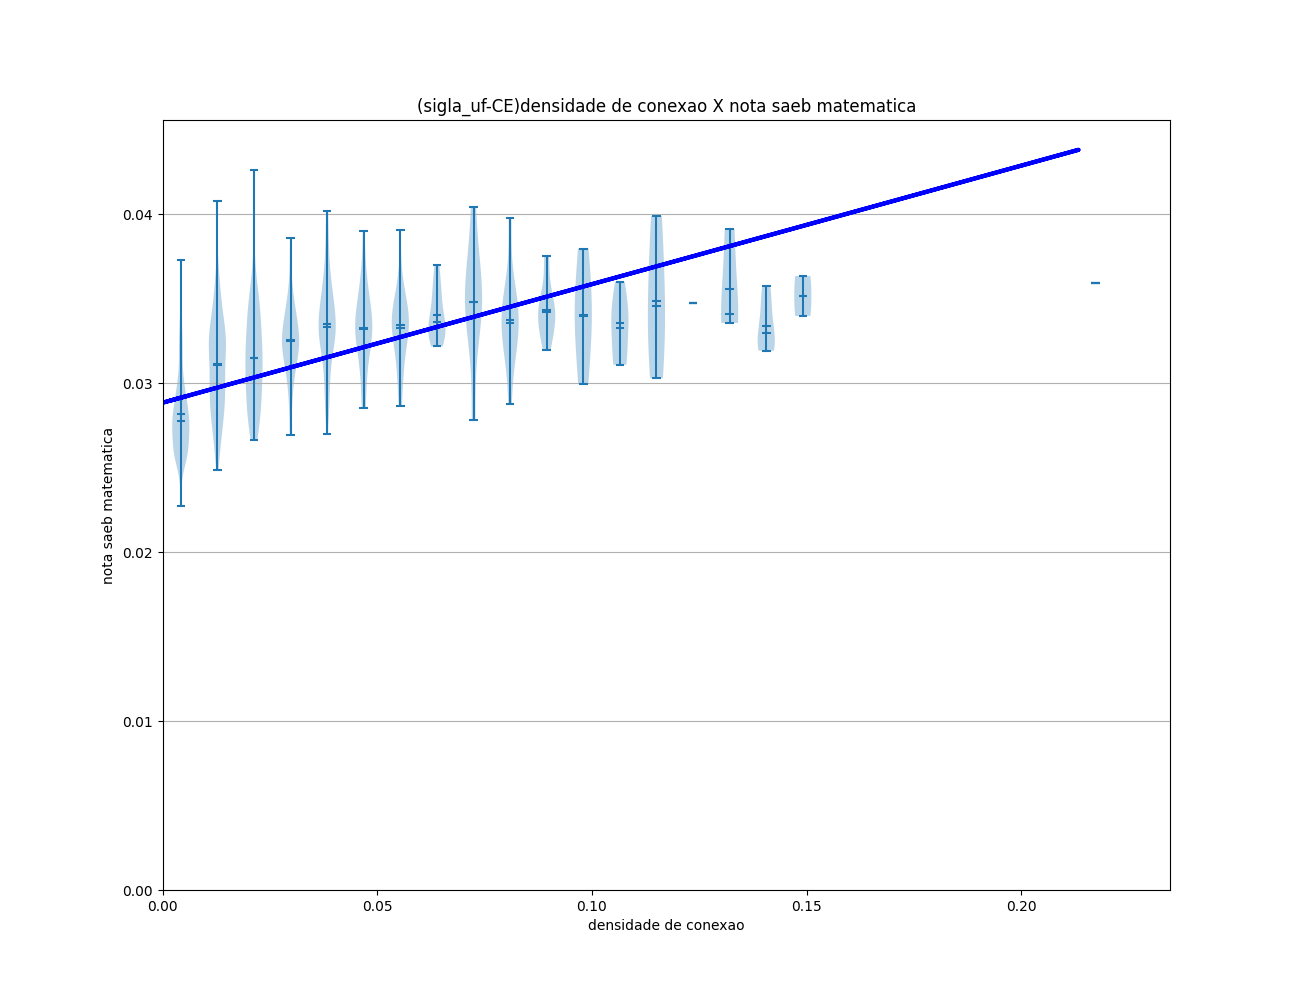 (sigla_uf-CE)densidade de conexao X nota saeb matematica
0.04
0.03
0.02
0.01
0.00
nota saeb matematica
0.00 0.05 0.10 0.15 0.20
densidade de conexao